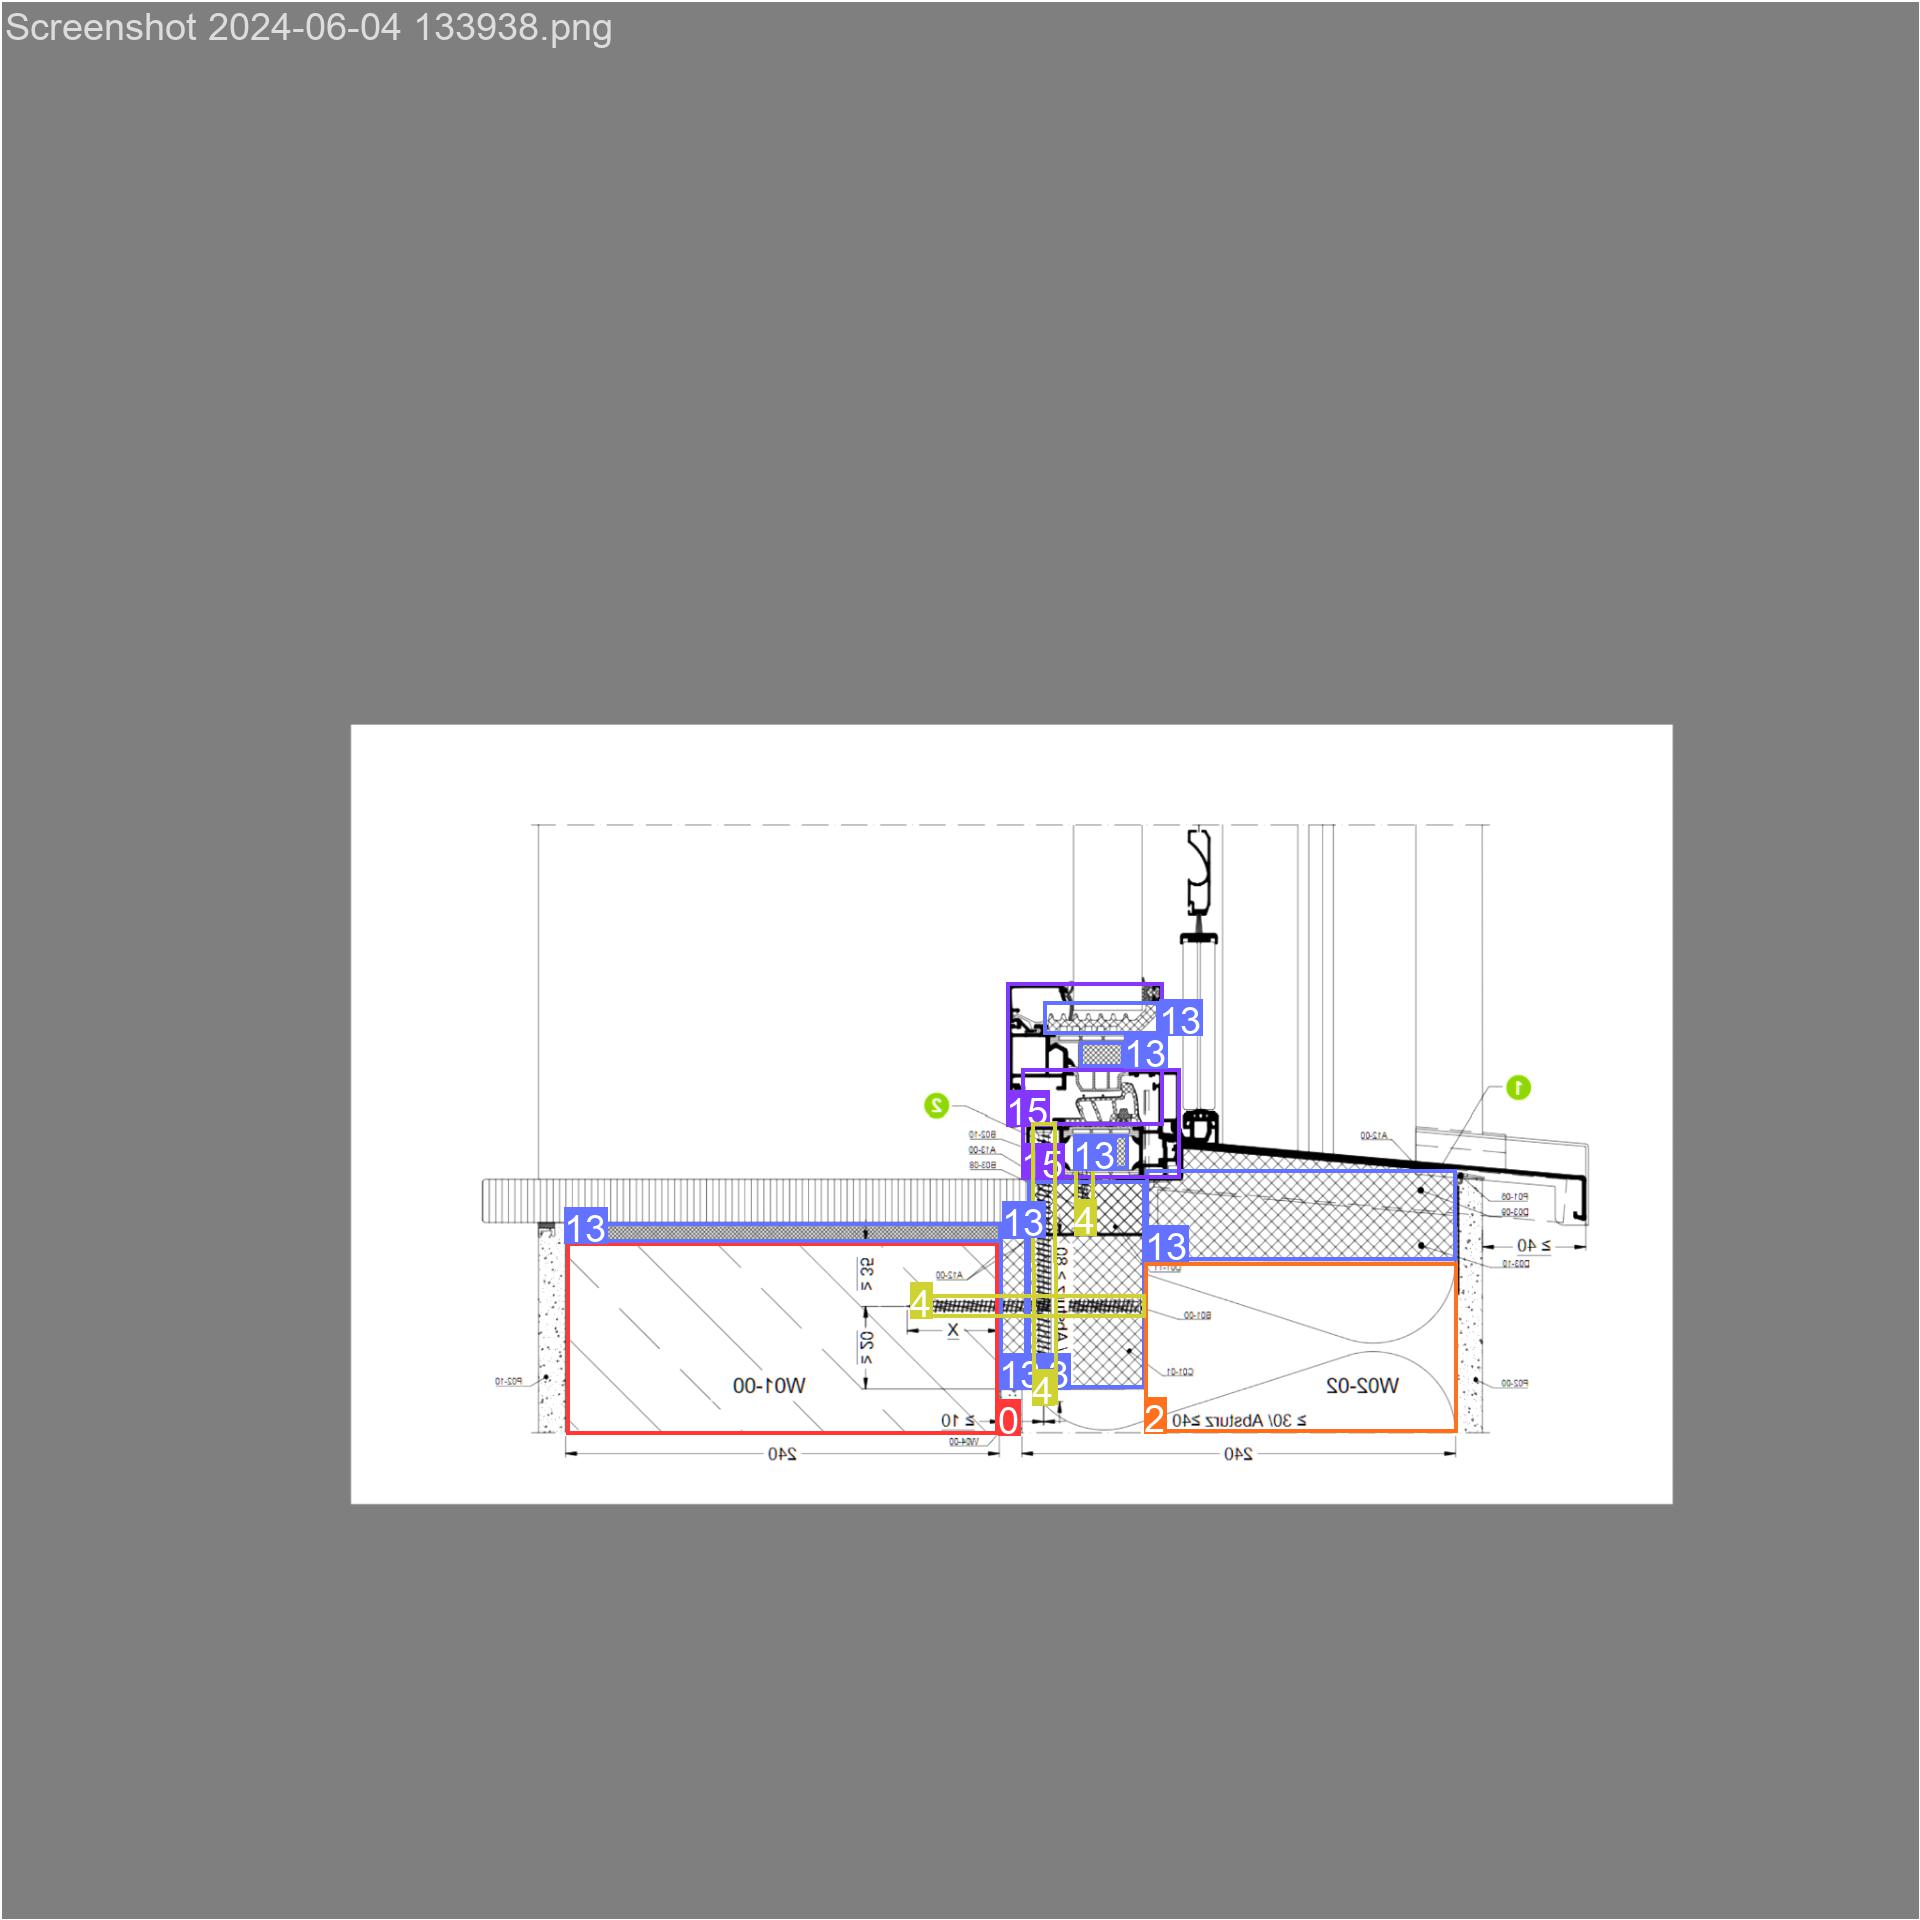 Screenshot 2024-06-04 133938.png
13
13
1
15
2
B02-10
A13-00
B03-08
15
13
A12-00
P01-06
D03-09
13
13
4
13
≥ 40
D03-10
≥ 35
A12-00
80
4
B01-00
X
≥ 20
13
4
C01-01
P02-10
W01-00
W02-02
P02-00
≥ 10
0
2
≥ 30/ Absturz ≥40
W04-00
240
240